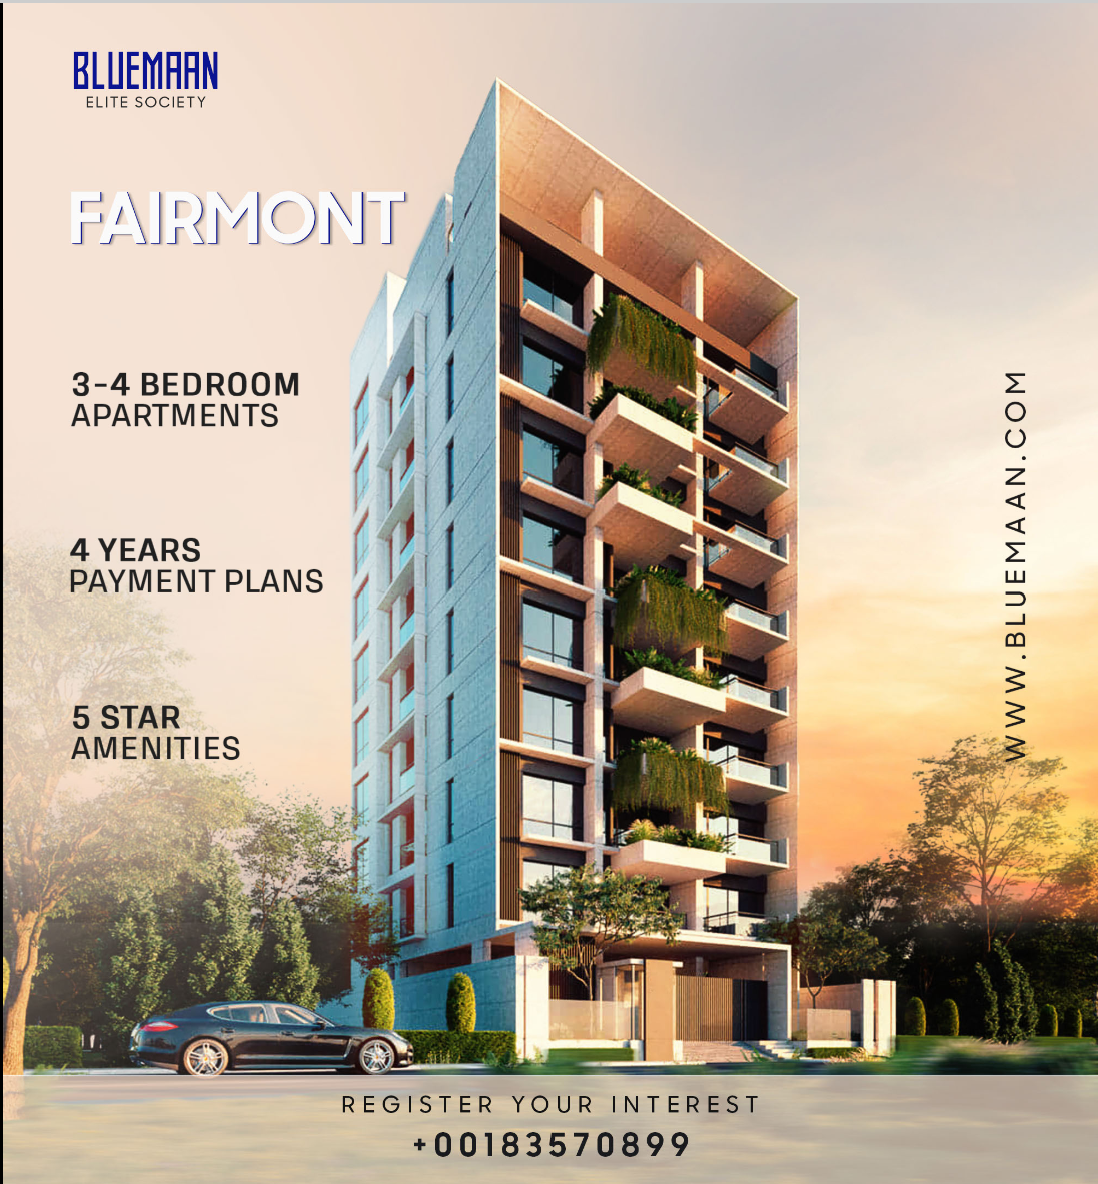 BLUEMAAN
ELITE SOCIETY
FAIRMONT
3-4 BEDROOM
APARTMENTS
4 YEARS
PAYMENT PLANS
5 STAR
AMENITIES
WWW.BLUEMAAN.COM
REGISTER YOUR INTEREST
+00183570899